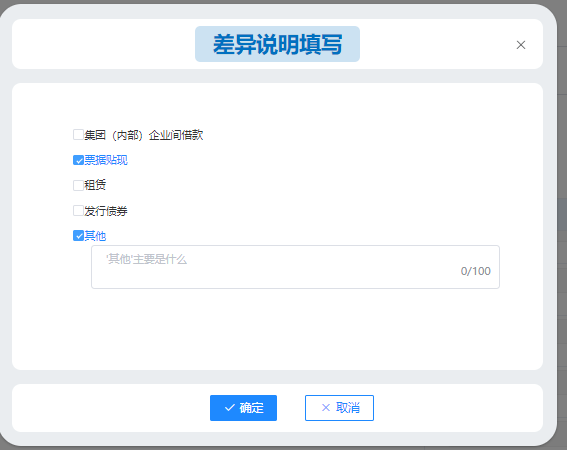 差异说明填写
集团（内部）企业间借款
票据贴现
租赁
发行债券
其他
'其他'主要是什么
0/100
确定
取消